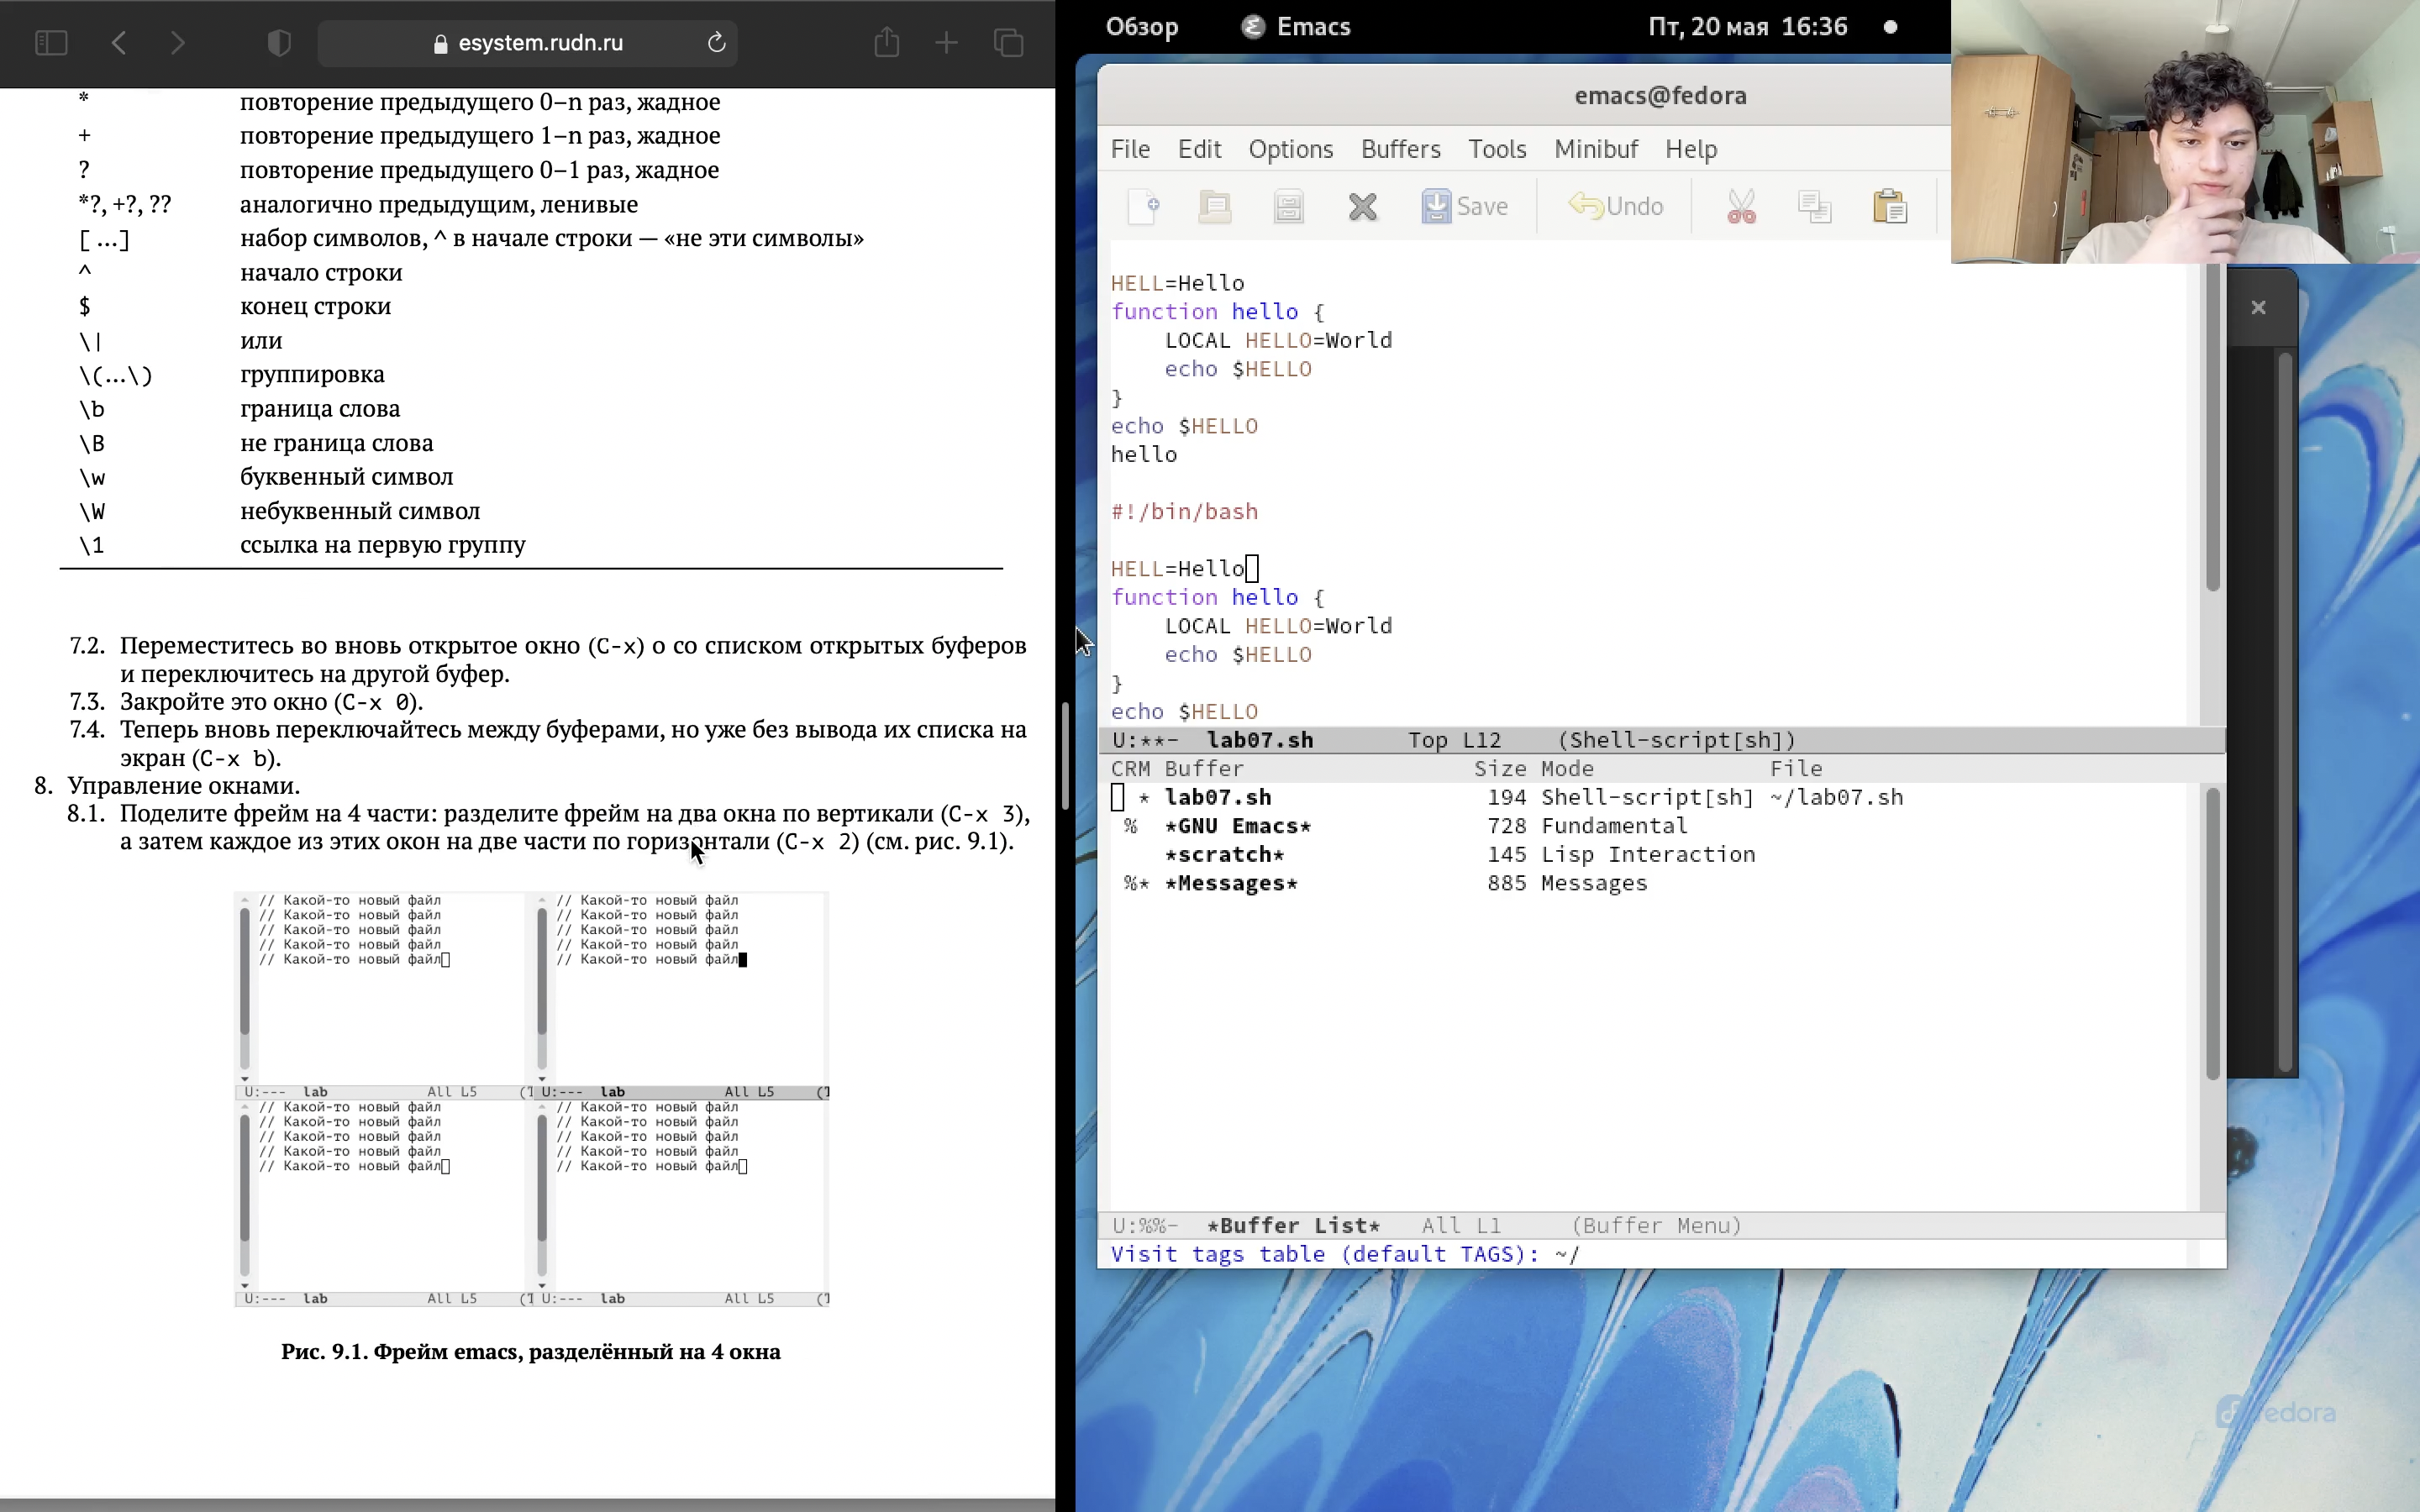 esystem.rudn.ru
* повторение предыдущего 0–n раз, жадное
+ повторение предыдущего 1–n раз, жадное
? повторение предыдущего 0–1 раз, жадное
*?, +?, ?? аналогично предыдущим, ленивые
[ ...] набор символов, ^ в начале строки — «не эти символы»
^ начало строки
$ конец строки
\| или
\(...\) группировка
\b граница слова
\B не граница слова
\w буквенный символ
\W небуквенный символ
\1 ссылка на первую группу
7.2. Переместитесь во вновь открытое окно (C-x) o со списком открытых буферов
и переключитесь на другой буфер.
7.3. Закройте это окно (C-x 0).
7.4. Теперь вновь переключайтесь между буферами, но уже без вывода их списка на
экран (C-x b).
8. Управление окнами.
8.1. Поделите фрейм на 4 части: разделите фрейм на два окна по вертикали (C-x 3),
а затем каждое из этих окон на две части по горизонтали (C-x 2) (см. рис. 9.1).
// Какой-то новый файл
// Какой-то новый файл
// Какой-то новый файл
// Какой-то новый файл
// Какой-то новый файл
U:--- lab All L5 (
// Какой-то новый файл
// Какой-то новый файл
// Какой-то новый файл
// Какой-то новый файл
// Какой-то новый файл
U:--- lab All L5 (
// Какой-то новый файл
// Какой-то новый файл
// Какой-то новый файл
// Какой-то новый файл
// Какой-то новый файл
U:--- lab All L5 (
// Какой-то новый файл
// Какой-то новый файл
// Какой-то новый файл
// Какой-то новый файл
// Какой-то новый файл
U:--- lab All L5 (
Рис. 9.1. Фрейм emacs, разделённый на 4 окна
Обзор Emacs Пт, 20 мая 16:36
emacs@fedora
File Edit Options Buffers Tools Minibuf Help
Save Undo
HELL=Hello
function hello {
LOCAL HELLO=World
echo $HELLO
}
echo $HELLO
hello
#!/bin/bash
HELL=Hello
function hello {
LOCAL HELLO=World
echo $HELLO
}
echo $HELLO
U:**- lab07.sh Top L12 (Shell-script[sh])
CRM Buffer Size Mode File
* lab07.sh 194 Shell-script[sh] ~/lab07.sh
% *GNU Emacs* 728 Fundamental
*scratch* 145 Lisp Interaction
%* *Messages* 885 Messages
U:%%- *Buffer List* All L1 (Buffer Menu)
Visit tags table (default TAGS): ~/
fedora